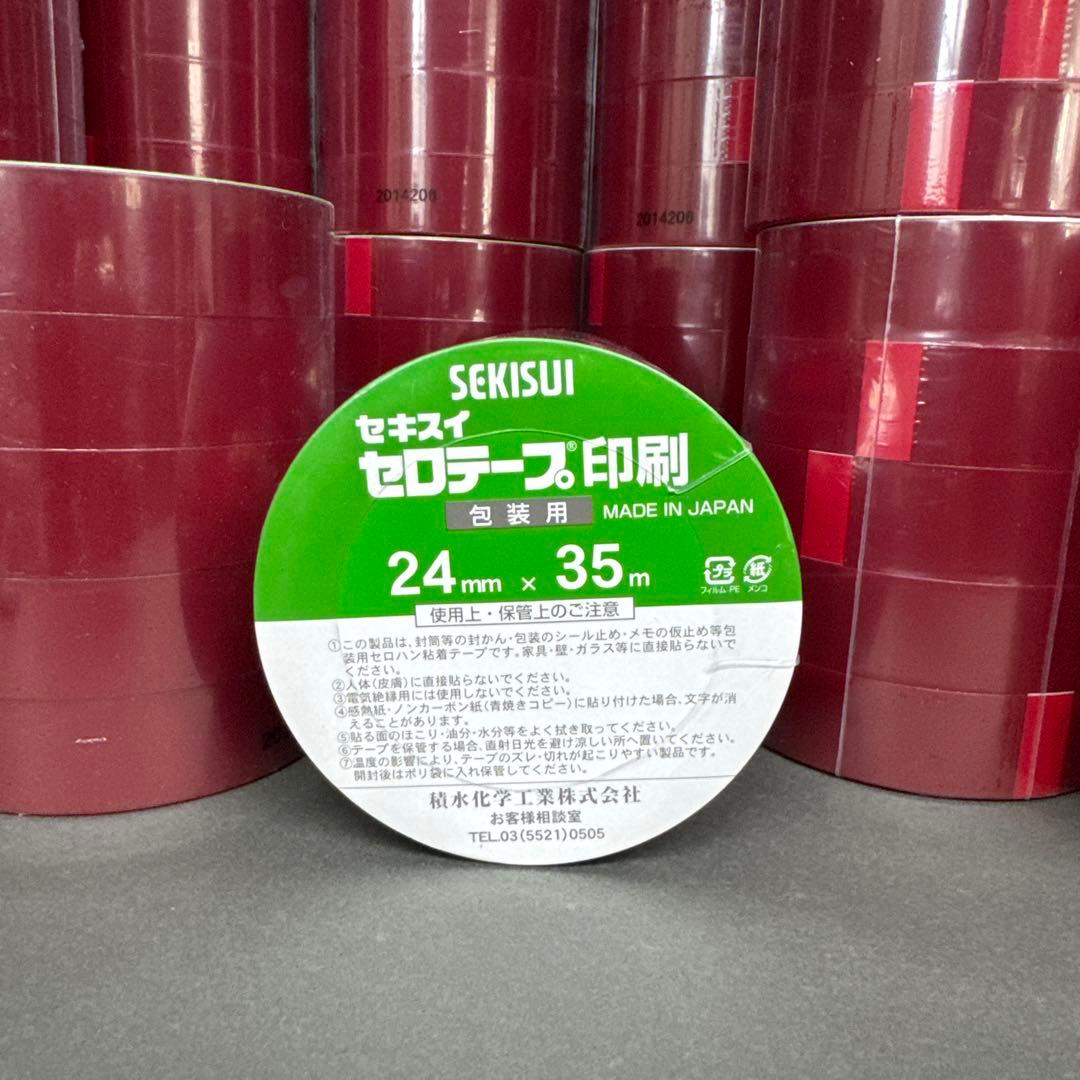 2014206
2014206
SEKISUI
セキスイ
セロテープ®印刷
包装用 MADE IN JAPAN
24mm × 35m
プラ 紙
フィルム:PE メンコ
使用上・保管上のご注意
①この製品は、封筒等の封かん・包装のシール止め・メモの仮止め等包
装用セロハン粘着テープです。家具・壁・ガラス等に直接貼らないで
ください。
②人体(皮膚)に直接貼らないでください。
③電気絶縁用には使用しないでください。
④感熱紙・ノンカーボン紙(青焼きコピー)に貼り付けた場合、文字が消
えることがあります。
⑤貼る面のほこり・油分・水分等をよく拭き取ってください。
⑥テープを保管する場合、直射日光を避け涼しい所へ置いてください。
⑦温度の影響により、テープのズレ・切れが起こりやすい製品です。
開封後はポリ袋に入れ保管してください。
積水化学工業株式会社
お客様相談室
TEL.03(5521)0505